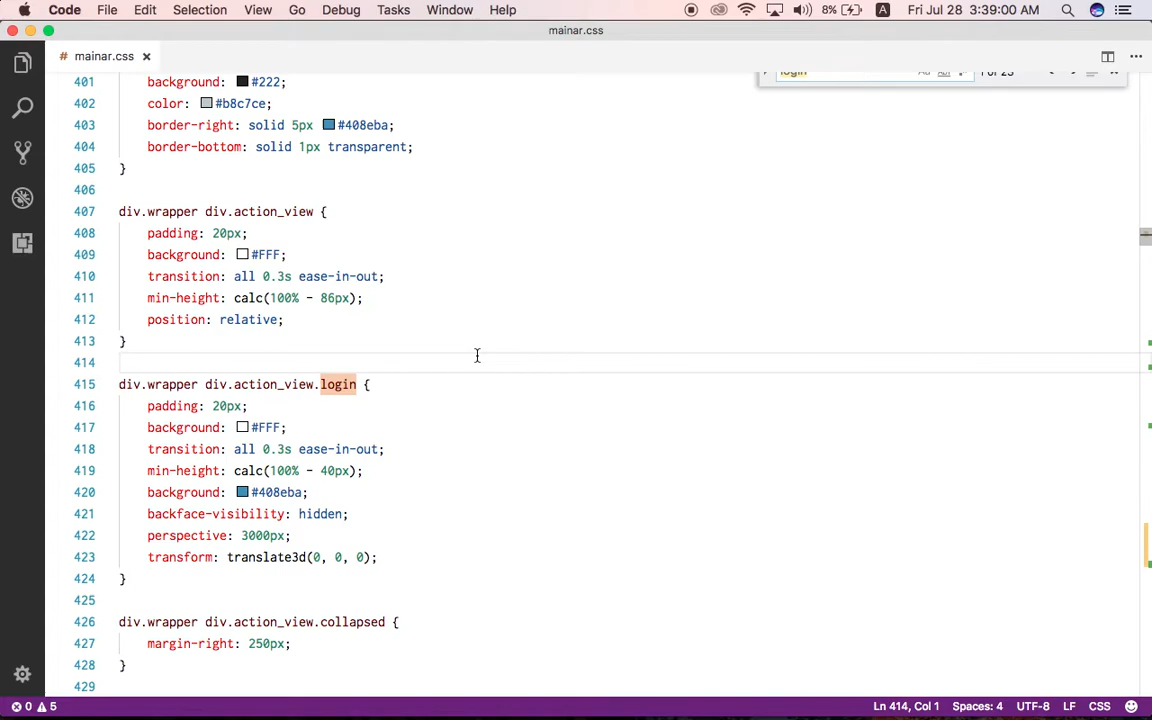 Code File Edit Selection View Go Debug Tasks Window Help 8% A Fri Jul 28 3:39:00 AM
mainar.css
# mainar.css
login
401 background: #222;
402 color: #b8c7ce;
403 border-right: solid 5px #408eba;
404 border-bottom: solid 1px transparent;
405 }
406
407 div.wrapper div.action_view {
408 padding: 20px;
409 background: #FFF;
410 transition: all 0.3s ease-in-out;
411 min-height: calc(100% - 86px);
412 position: relative;
413 }
414
415 div.wrapper div.action_view.login {
416 padding: 20px;
417 background: #FFF;
418 transition: all 0.3s ease-in-out;
419 min-height: calc(100% - 40px);
420 background: #408eba;
421 backface-visibility: hidden;
422 perspective: 3000px;
423 transform: translate3d(0, 0, 0);
424 }
425
426 div.wrapper div.action_view.collapsed {
427 margin-right: 250px;
428 }
429
0 5 Ln 414, Col 1 Spaces: 4 UTF-8 LF CSS